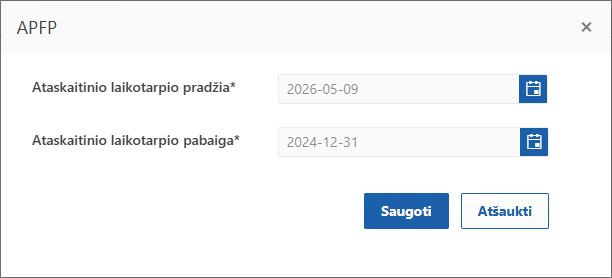 APFP
Ataskaitinio laikotarpio pradžia* 2026-05-09
Ataskaitinio laikotarpio pabaiga* 2024-12-31
Saugoti Atšaukti